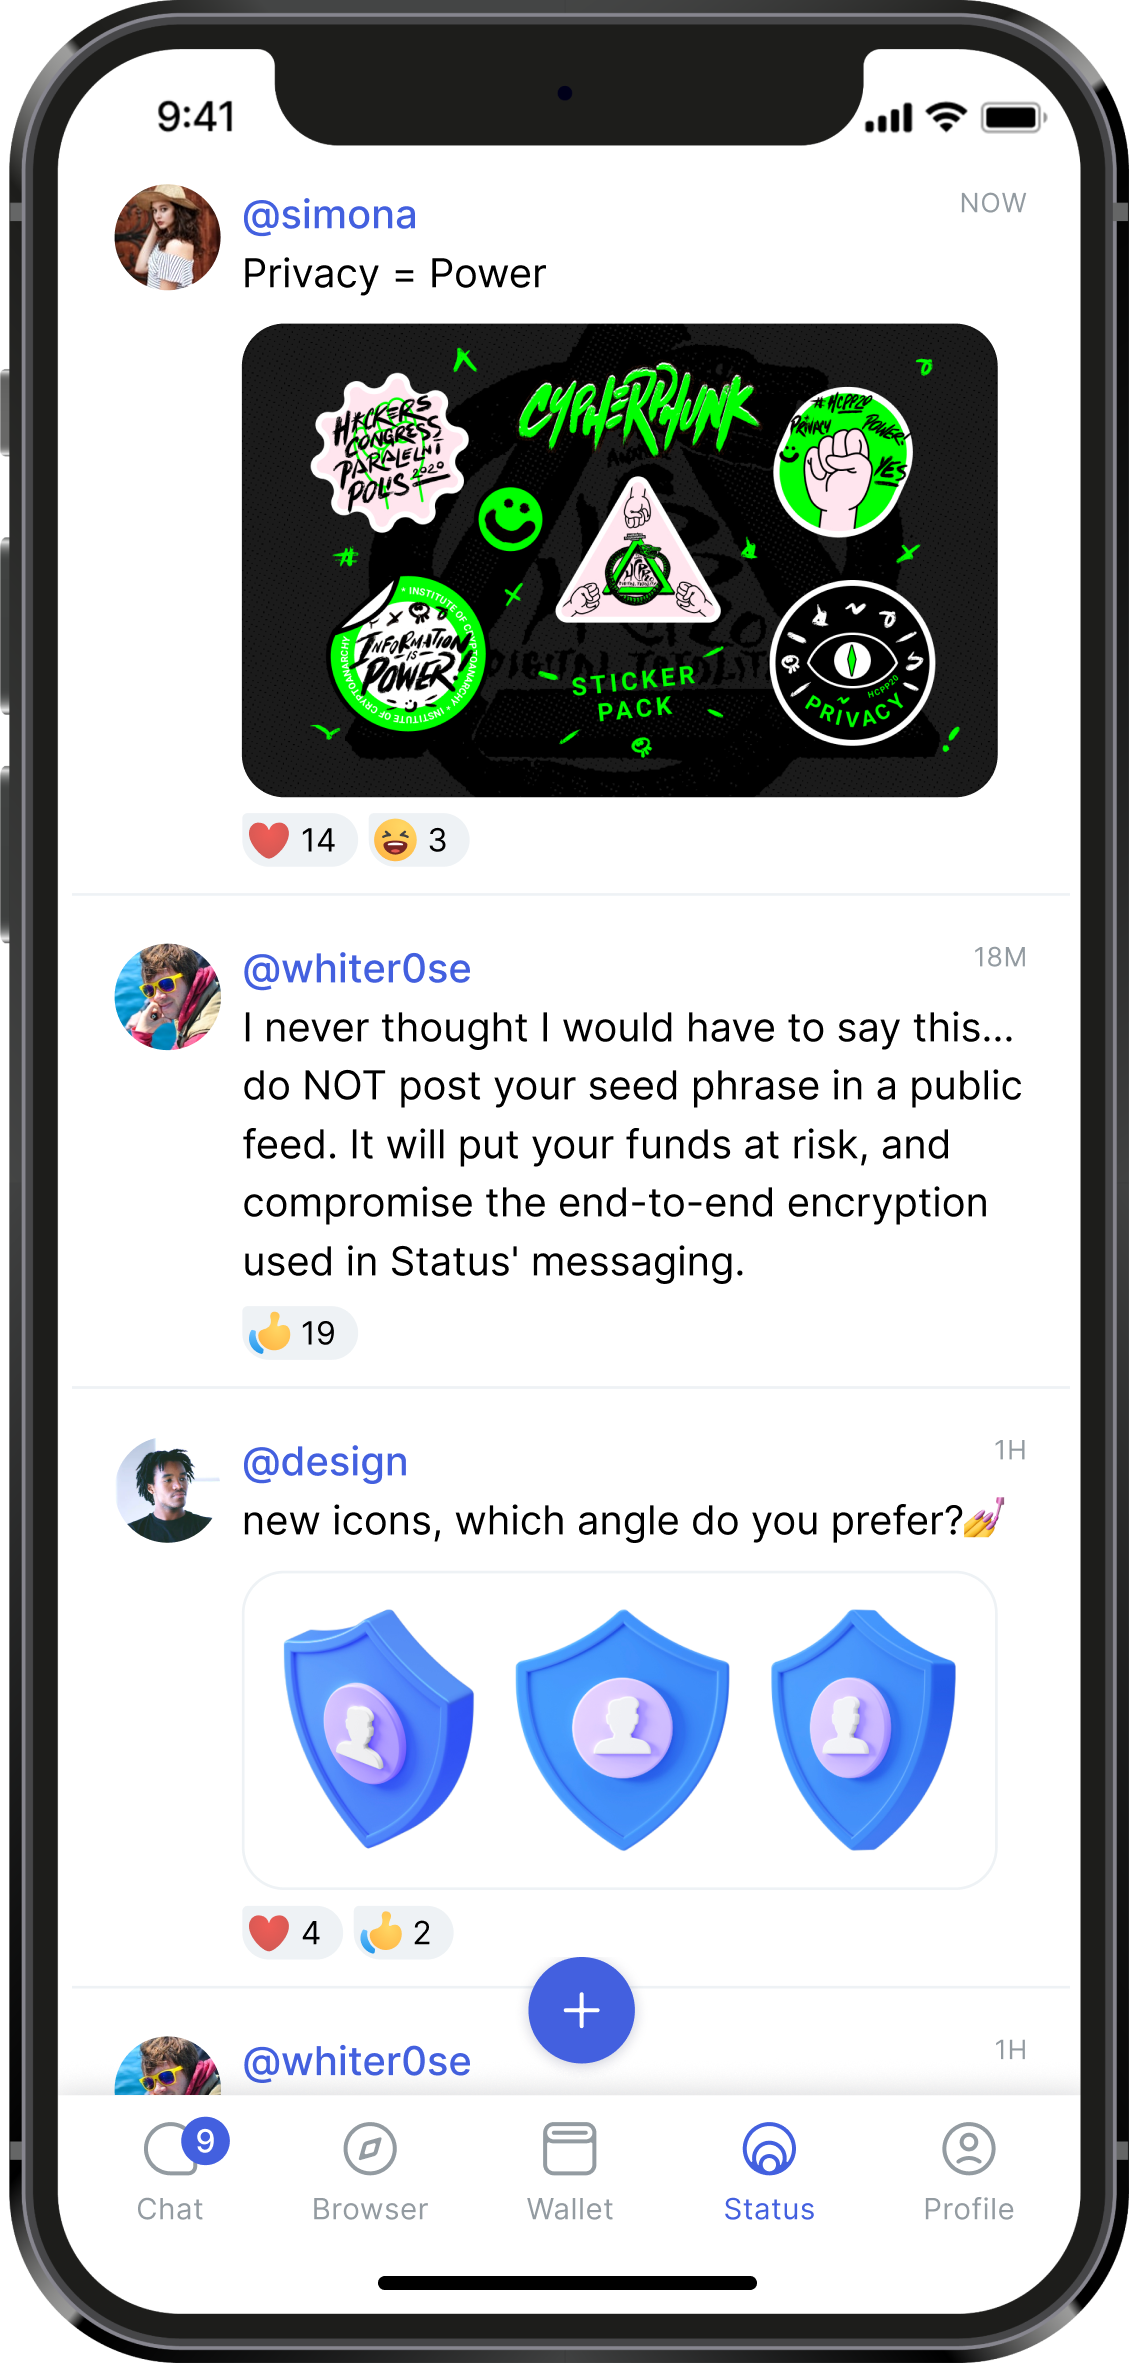 9:41
@simona
NOW
Privacy = Power
HACKERS
CONGRESS
PARALELNI
POLIS 2020
CYPHERPHUNK
# HCPP20
PRIVACY
POWER!
YES
#
* INSTITUTE OF CRYPTOANARCHY * INSTITUTE OF CRYPTOANARCHY
INFORMATION
-IS-
POWER!
STICKER
PACK
HCPP20
PRIVACY
14
3
@whiter0se
18M
I never thought I would have to say this...
do NOT post your seed phrase in a public
feed. It will put your funds at risk, and
compromise the end-to-end encryption
used in Status' messaging.
19
@design
1H
new icons, which angle do you prefer?💅
4
2
@whiter0se
1H
9
Chat
Browser
Wallet
Status
Profile